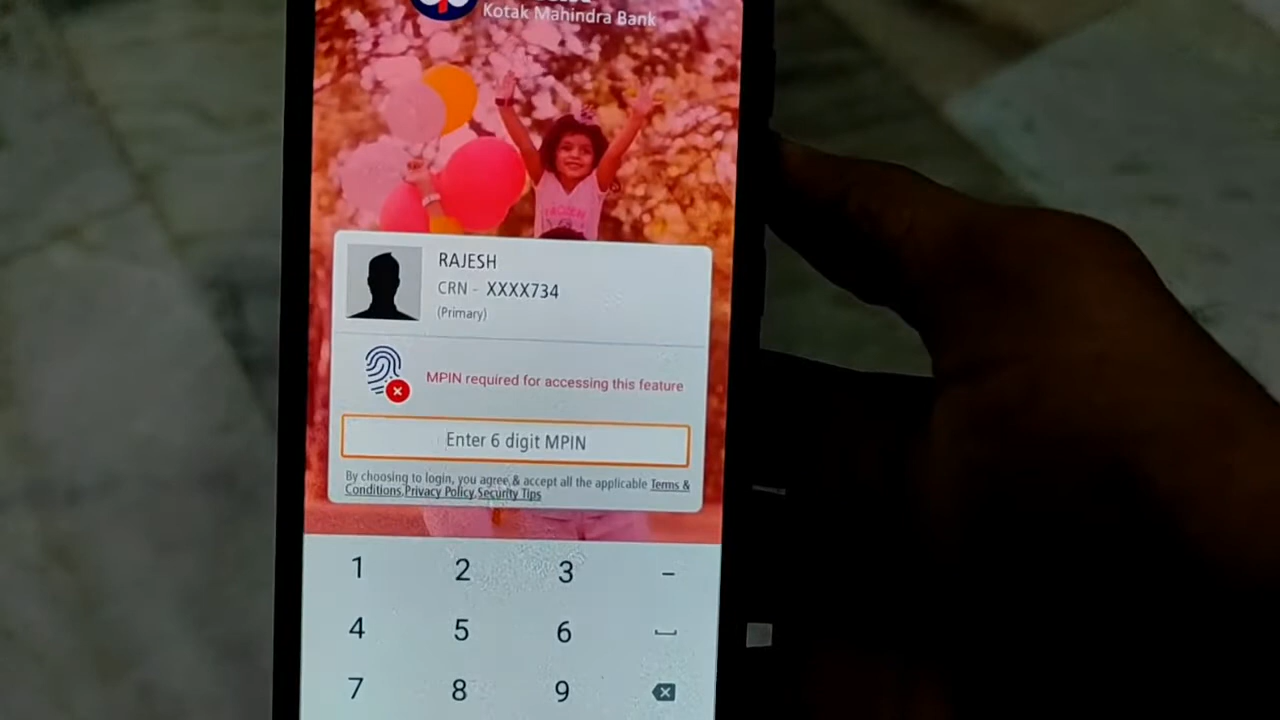 Kotak Mahindra Bank
FROZEN
RAJESH
CRN - XXXX734
(Primary)
MPIN required for accessing this feature
Enter 6 digit MPIN
By choosing to login, you agree & accept all the applicable Terms &
Conditions,Privacy Policy,Security Tips
1 2 3 -
4 5 6
7 8 9